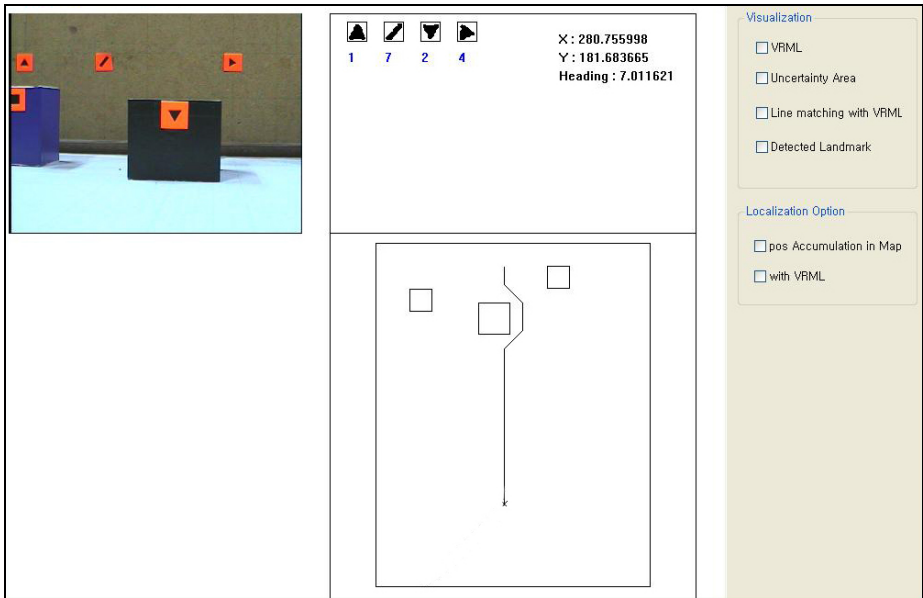 1 7 2 4
X : 280.755998
Y : 181.683665
Heading : 7.011621
Visualization
VRML
Uncertainty Area
Line matching with VRML
Detected Landmark
Localization Option
pos Accumulation in Map
with VRML